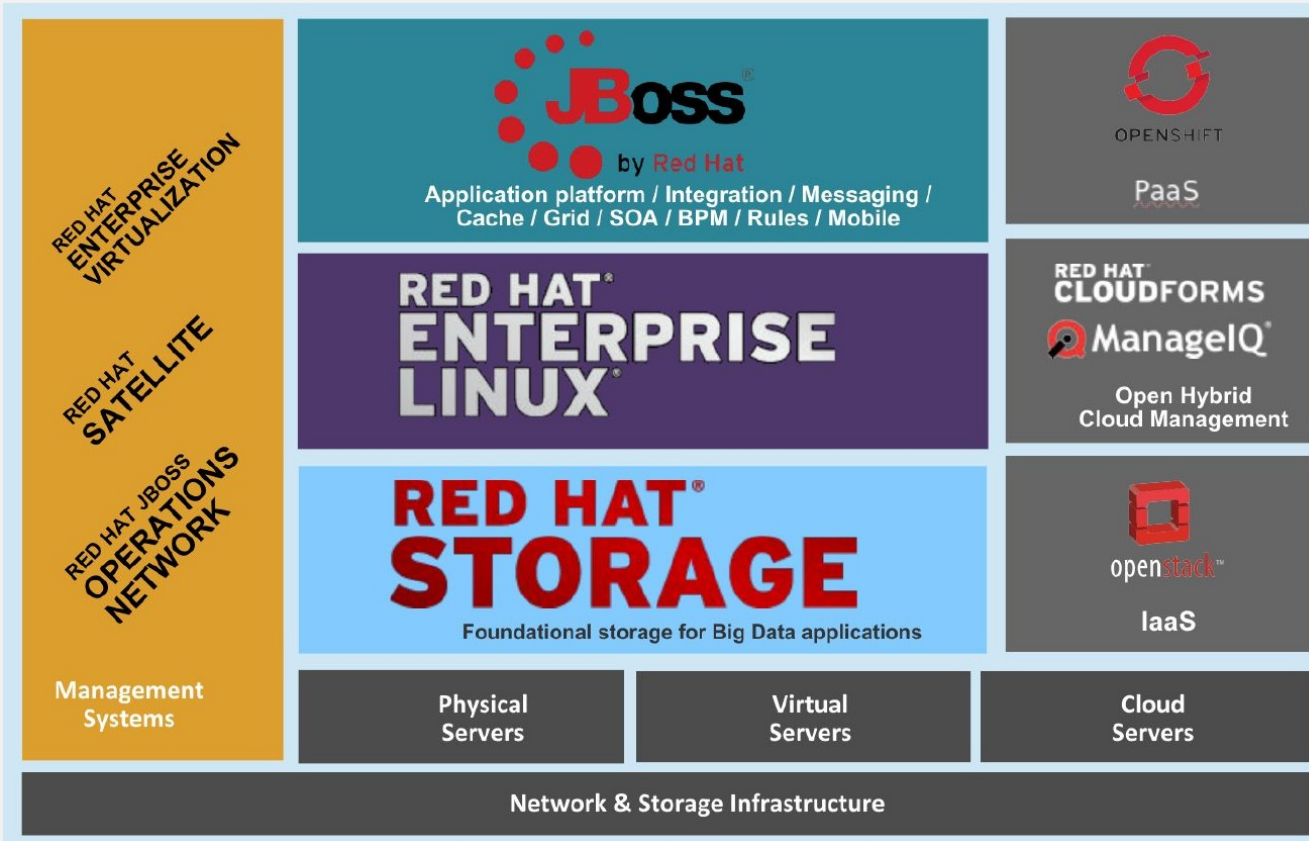 RED HAT
ENTERPRISE
VIRTUALIZATION
RED HAT
SATELLITE
RED HAT JBOSS
OPERATIONS
NETWORK
Management
Systems
JBoss®
by Red Hat
Application platform / Integration / Messaging /
Cache / Grid / SOA / BPM / Rules / Mobile
RED HAT®
ENTERPRISE
LINUX®
RED HAT®
STORAGE
Foundational storage for Big Data applications
OPENSHIFT
PaaS
RED HAT™
CLOUDFORMS
ManageIQ®
Open Hybrid
Cloud Management
openstack™
IaaS
Physical
Servers
Virtual
Servers
Cloud
Servers
Network & Storage Infrastructure